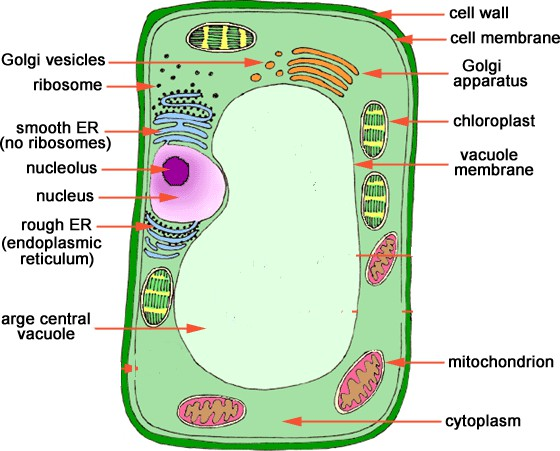 cell wall
cell membrane
Golgi vesicles
Golgi
apparatus
ribosome
chloroplast
smooth ER
(no ribosomes)
vacuole
membrane
nucleolus
nucleus
rough ER
(endoplasmic
reticulum)
arge central
vacuole
mitochondrion
cytoplasm